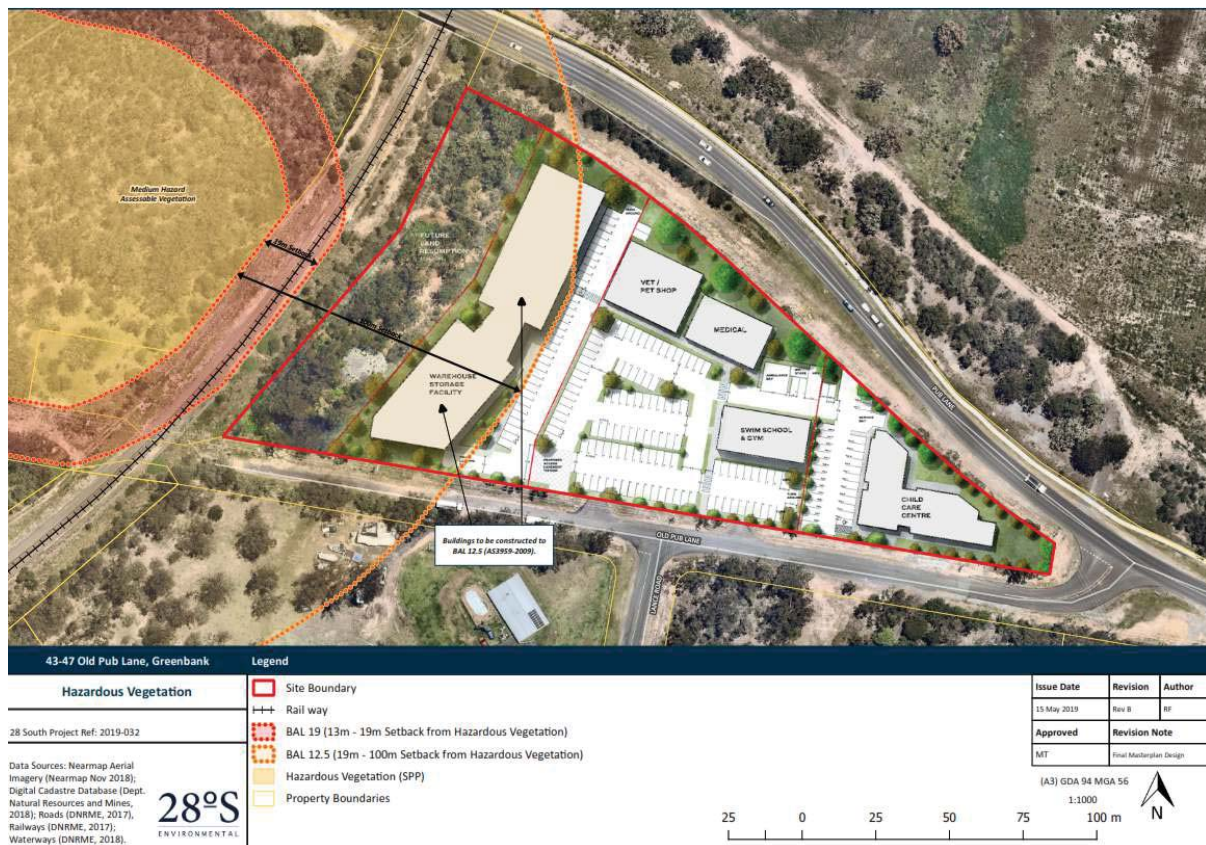 Medium Hazard
Assessable Vegetation
19m Setback
100m Setback
FUTURE
LAND
RESUMPTION
WAREHOUSE
STORAGE
FACILITY
VET /
PET SHOP
MEDICAL
SWIM SCHOOL
& GYM
CHILD
CARE
CENTRE
PUB LANE
OLD PUB LANE
LANCE ROAD
Buildings to be constructed to
BAL 12.5 (AS3959-2009).
43-47 Old Pub Lane, Greenbank
Hazardous Vegetation
28 South Project Ref: 2019-032
Data Sources: Nearmap Aerial
Imagery (Nearmap Nov 2018);
Digital Cadastre Database (Dept.
Natural Resources and Mines,
2018); Roads (DNRME, 2017),
Railways (DNRME, 2017);
Waterways (DNRME, 2018).
28ºS
ENVIRONMENTAL
Legend
Site Boundary
Rail way
BAL 19 (13m - 19m Setback from Hazardous Vegetation)
BAL 12.5 (19m - 100m Setback from Hazardous Vegetation)
Hazardous Vegetation (SPP)
Property Boundaries
25 0 25 50 75 100 m
Issue Date Revision Author
15 May 2019 Rev B RF
Approved Revision Note
MT Final Masterplan Design
(A3) GDA 94 MGA 56
1:1000
N